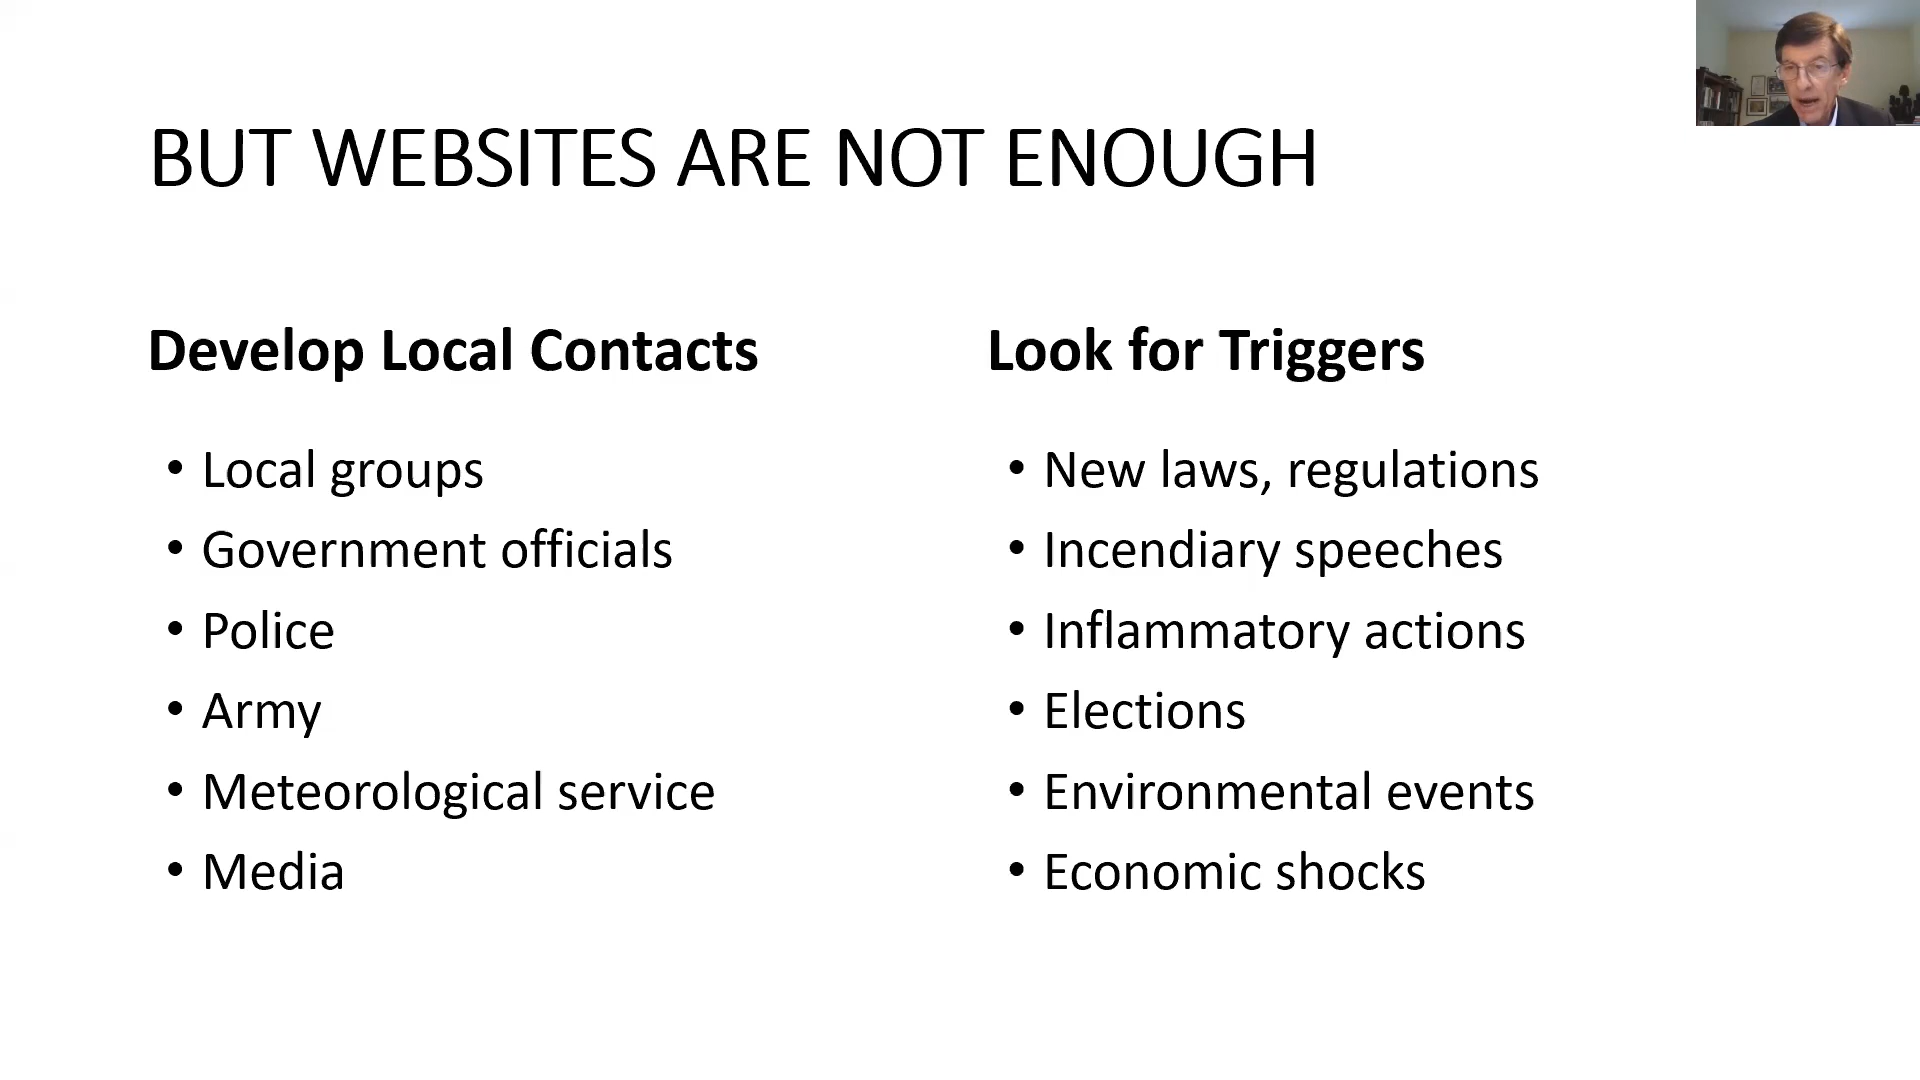 BUT WEBSITES ARE NOT ENOUGH
Develop Local Contacts
• Local groups
• Government officials
• Police
• Army
• Meteorological service
• Media
Look for Triggers
• New laws, regulations
• Incendiary speeches
• Inflammatory actions
• Elections
• Environmental events
• Economic shocks